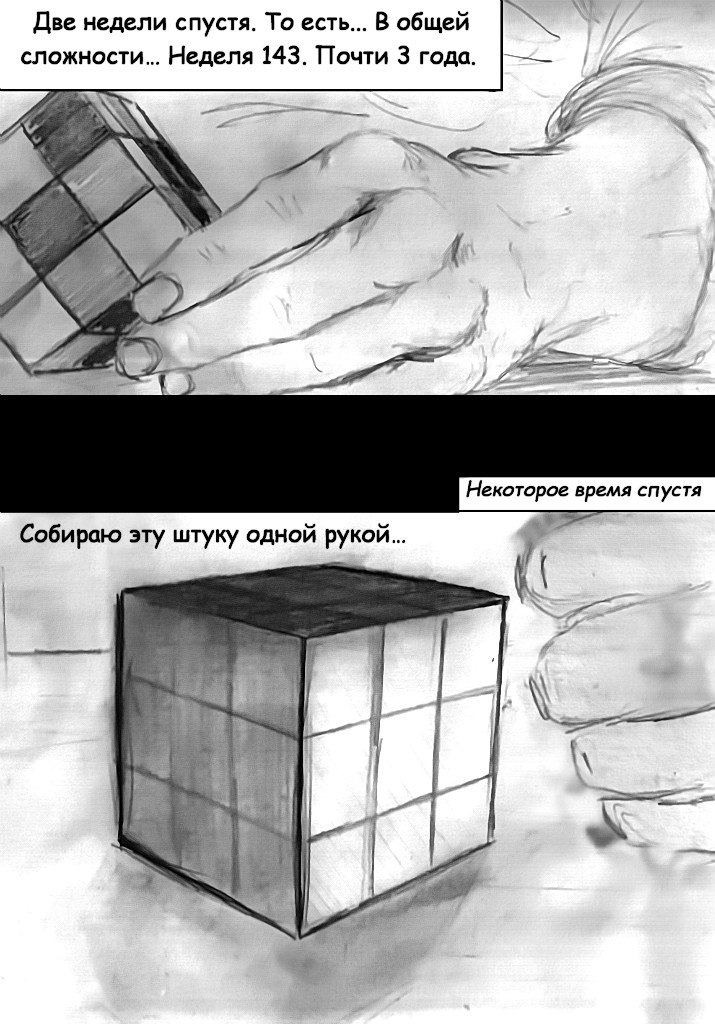 Две недели спустя. То есть... В общей
сложности... Неделя 143. Почти 3 года.
Некоторое время спустя
Собираю эту штуку одной рукой...